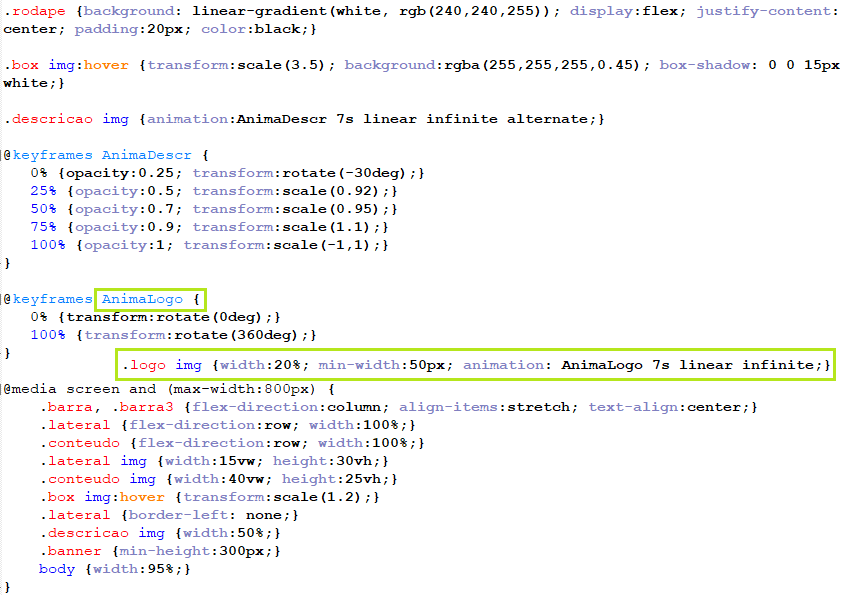 .rodape {background: linear-gradient(white, rgb(240,240,255)); display:flex; justify-content:
center; padding:20px; color:black;}
.box img:hover {transform:scale(3.5); background:rgba(255,255,255,0.45); box-shadow: 0 0 15px
white;}
.descricao img {animation:AnimaDescr 7s linear infinite alternate;}
@keyframes AnimaDescr {
0% {opacity:0.25; transform:rotate(-30deg);}
25% {opacity:0.5; transform:scale(0.92);}
50% {opacity:0.7; transform:scale(0.95);}
75% {opacity:0.9; transform:scale(1.1);}
100% {opacity:1; transform:scale(-1,1);}
}
@keyframes AnimaLogo {
0% {transform:rotate(0deg);}
100% {transform:rotate(360deg);}
}
.logo img {width:20%; min-width:50px; animation: AnimaLogo 7s linear infinite;}
@media screen and (max-width:800px) {
.barra, .barra3 {flex-direction:column; align-items:stretch; text-align:center;}
.lateral {flex-direction:row; width:100%;}
.conteudo {flex-direction:row; width:100%;}
.lateral img {width:15vw; height:30vh;}
.conteudo img {width:40vw; height:25vh;}
.box img:hover {transform:scale(1.2);}
.lateral {border-left: none;}
.descricao img {width:50%;}
.banner {min-height:300px;}
body {width:95%;}
}